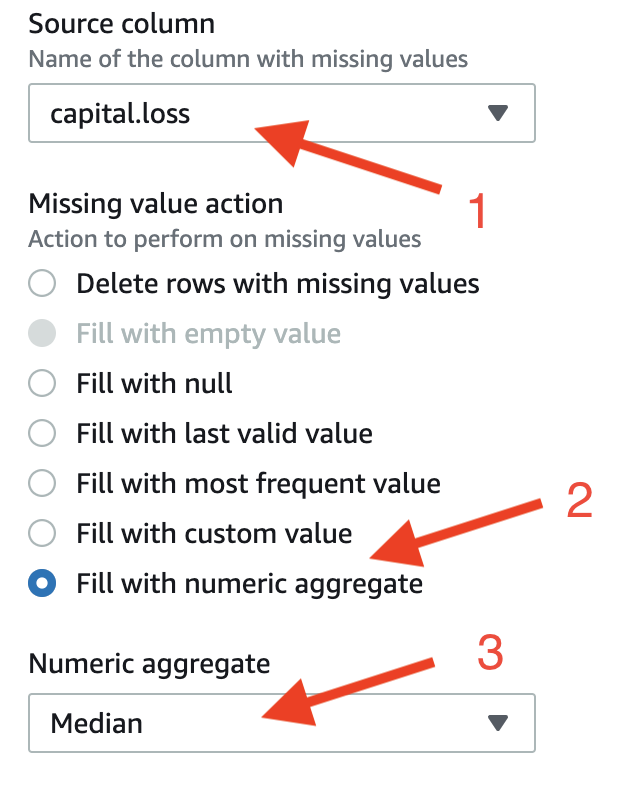 Source column
Name of the column with missing values
capital.loss
1
Missing value action
Action to perform on missing values
Delete rows with missing values
Fill with empty value
Fill with null
Fill with last valid value
Fill with most frequent value
2
Fill with custom value
Fill with numeric aggregate
Numeric aggregate
3
Median